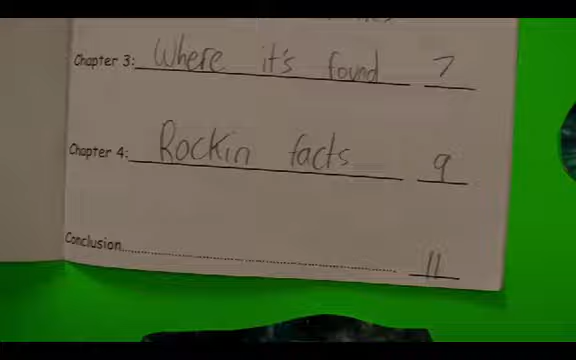 Chapter 3: Where it's found 7
Chapter 4: Rockin facts 9
Conclusion 11